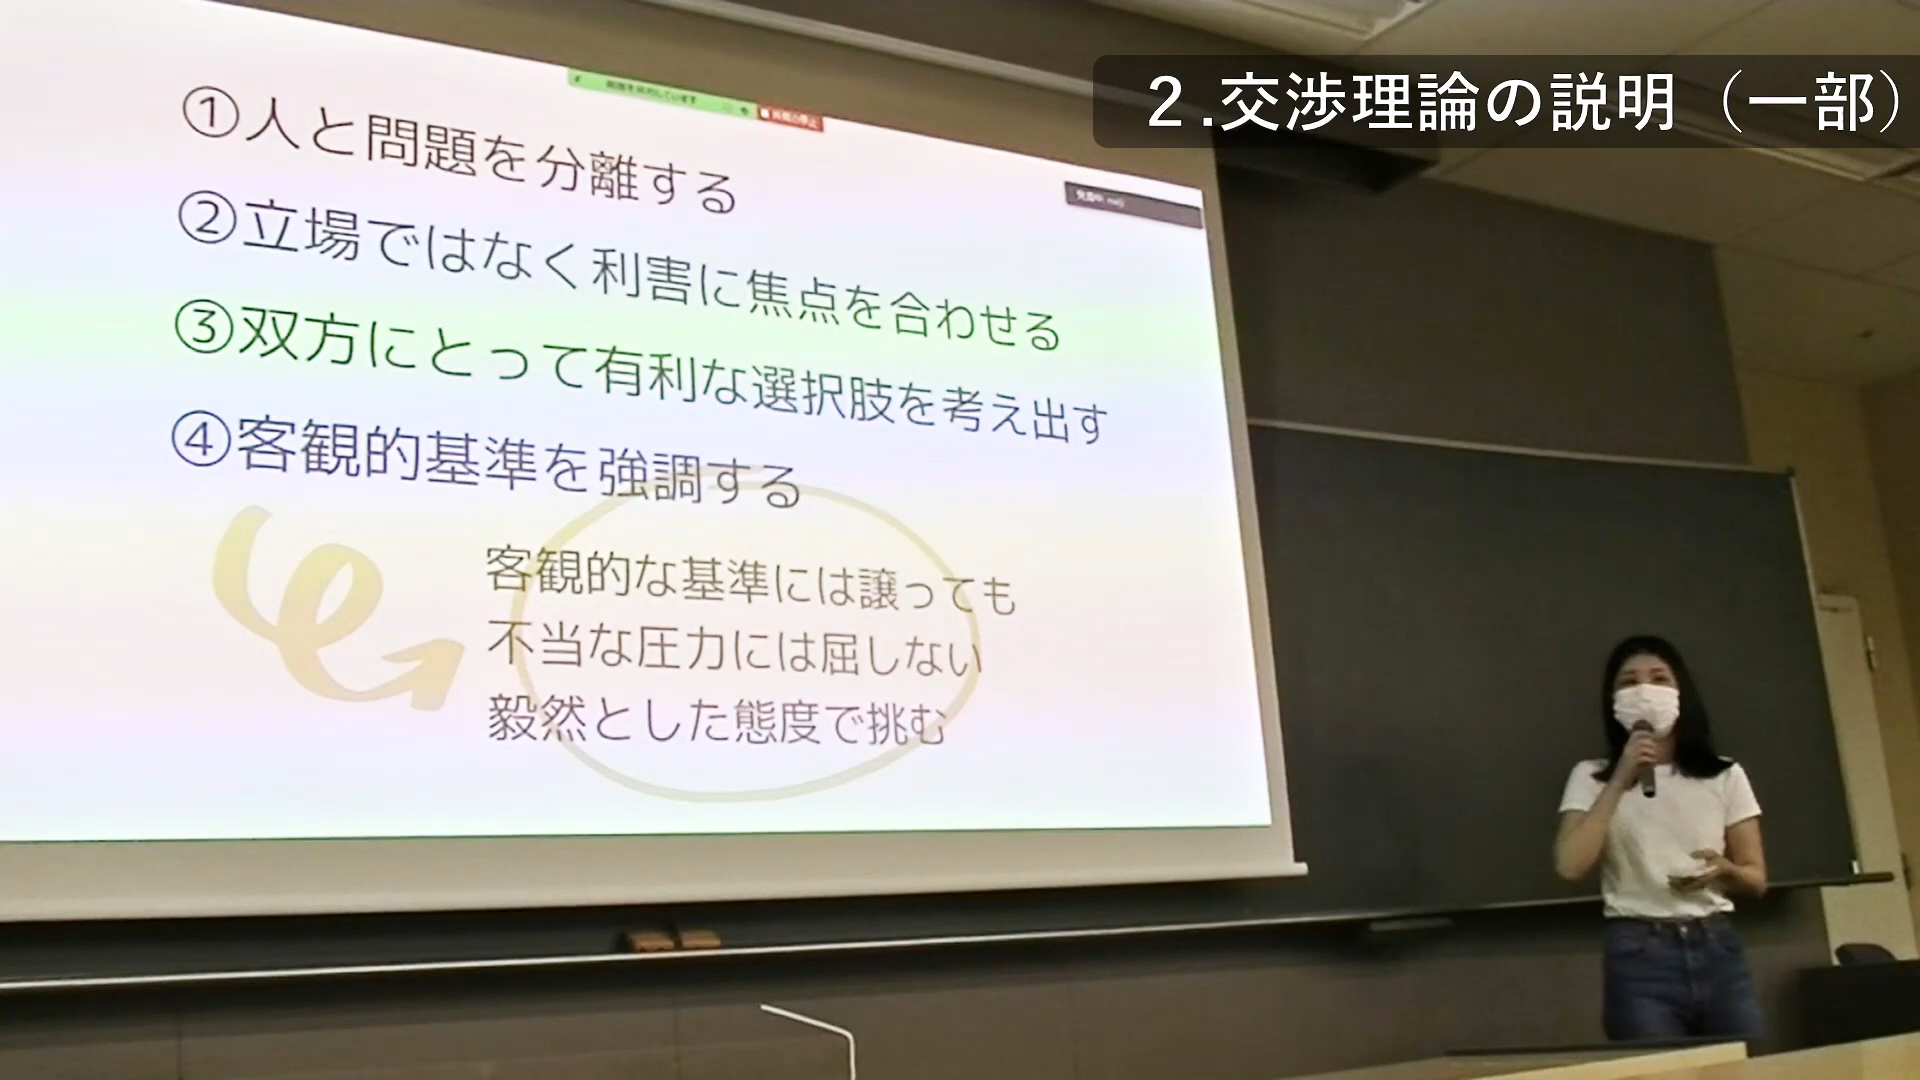 2.交渉理論の説明（一部）
①人と問題を分離する
②立場ではなく利害に焦点を合わせる
③双方にとって有利な選択肢を考え出す
④客観的基準を強調する
客観的な基準には譲っても
不当な圧力には屈しない
毅然とした態度で挑む